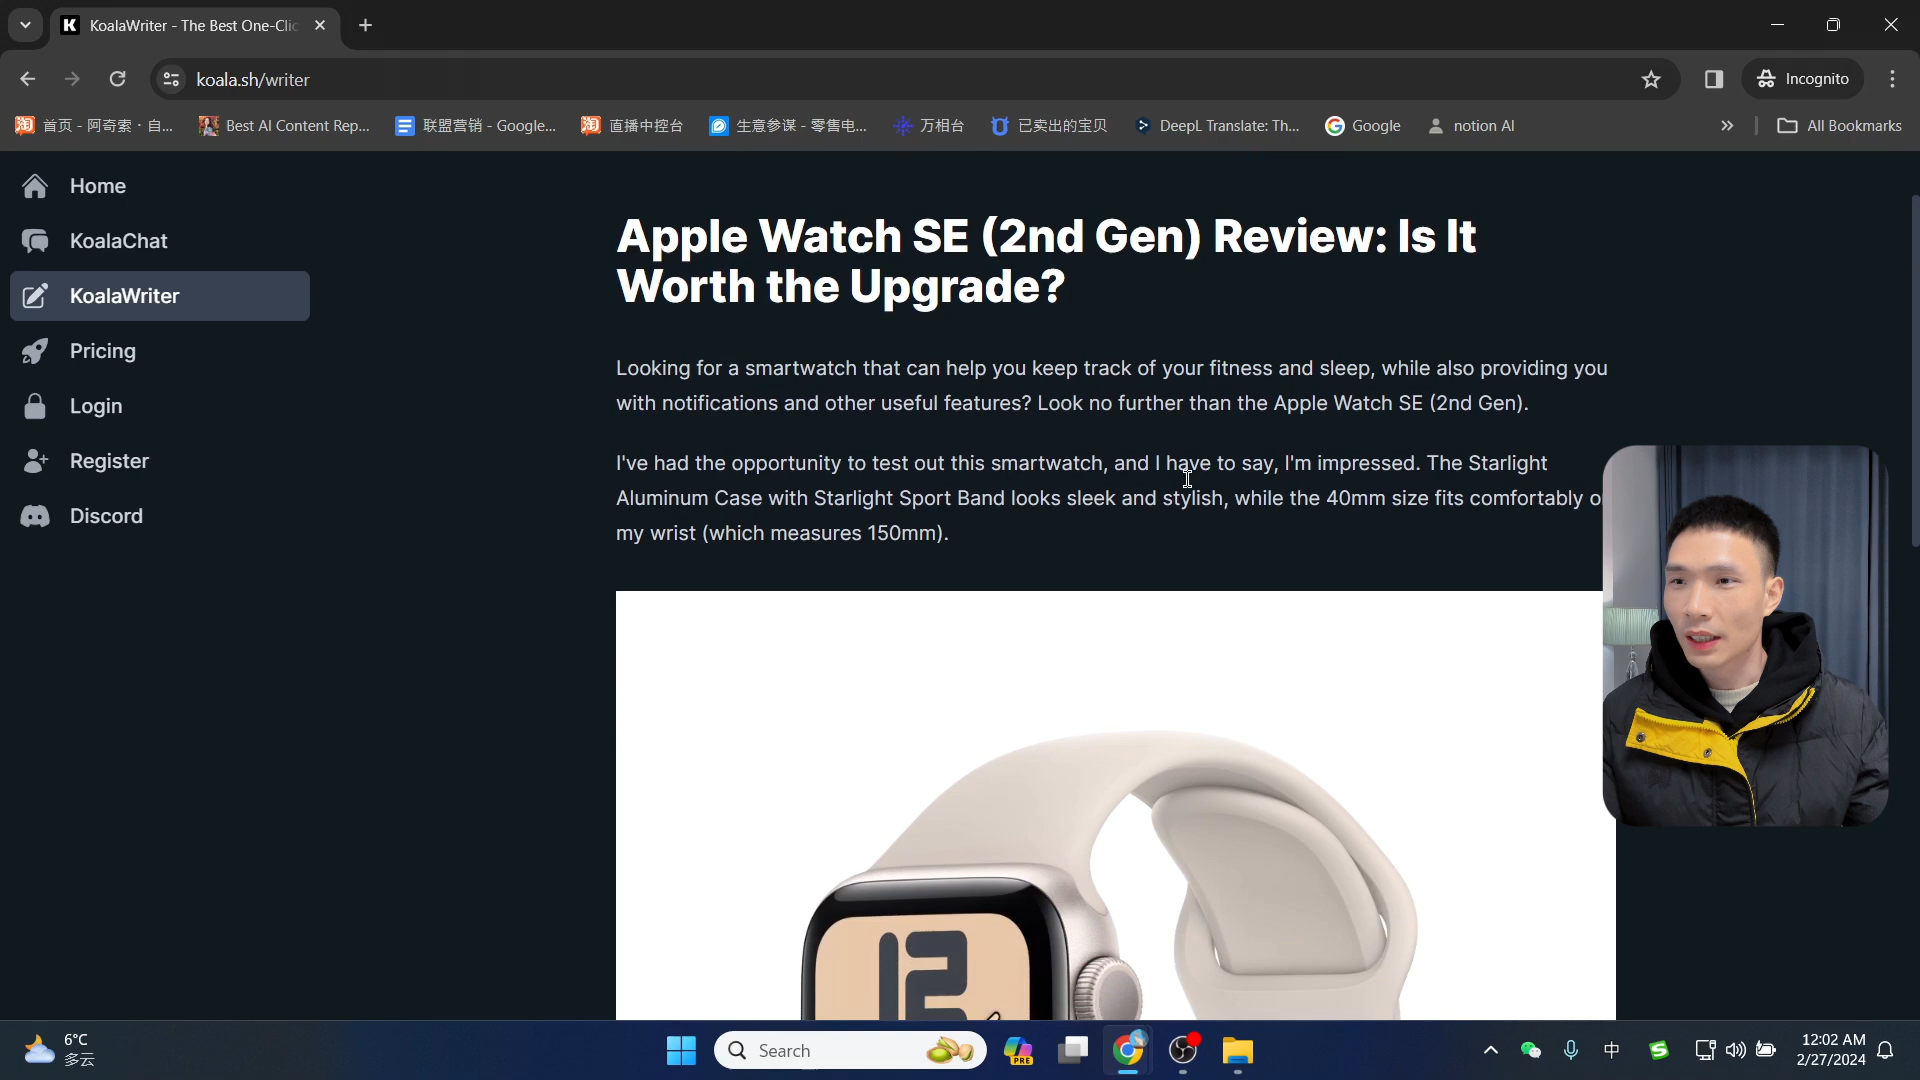 KoalaWriter - The Best One-Clic
koala.sh/writer
Incognito
首页 - 阿奇索 · 自...
Best AI Content Rep...
联盟营销 - Google...
直播中控台
生意参谋 - 零售电...
万相台
已卖出的宝贝
DeepL Translate: Th...
Google
notion AI
All Bookmarks
Home
KoalaChat
KoalaWriter
Pricing
Login
Register
Discord
Apple Watch SE (2nd Gen) Review: Is It
Worth the Upgrade?
Looking for a smartwatch that can help you keep track of your fitness and sleep, while also providing you
with notifications and other useful features? Look no further than the Apple Watch SE (2nd Gen).
I've had the opportunity to test out this smartwatch, and I have to say, I'm impressed. The Starlight
Aluminum Case with Starlight Sport Band looks sleek and stylish, while the 40mm size fits comfortably o
my wrist (which measures 150mm).
12
6°C
多云
Search
PRE
中
12:02 AM
2/27/2024